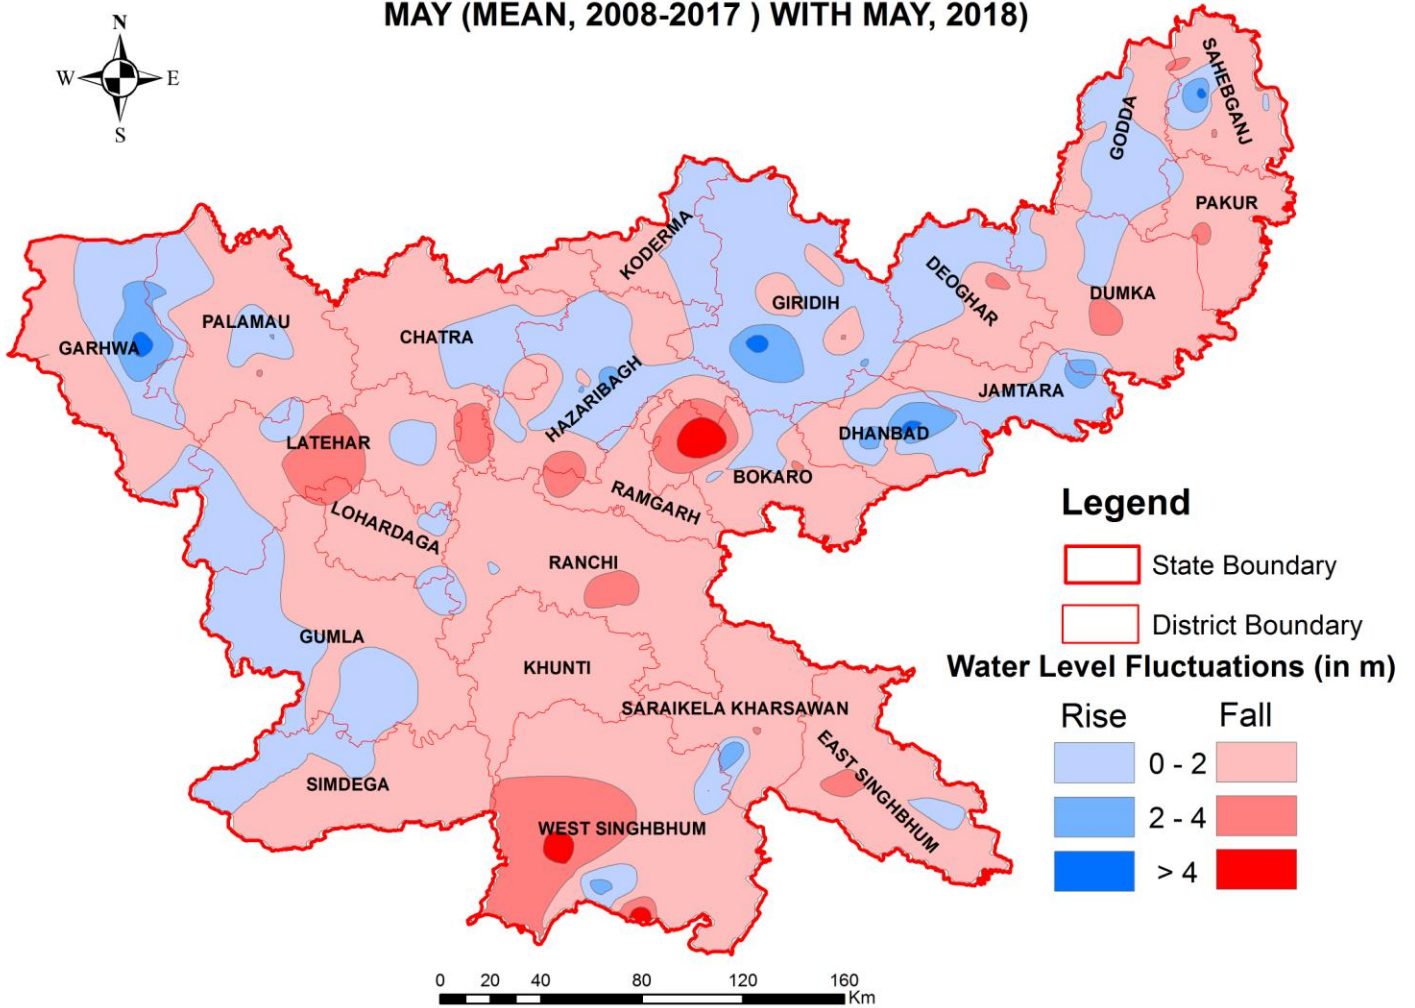 MAY (MEAN, 2008-2017 ) WITH MAY, 2018)
N
W E
S
SAHEBGANJ
GODDA
PAKUR
KODERMA
DEOGHAR
GIRIDIH
DUMKA
PALAMAU
CHATRA
GARHWA
JAMTARA
HAZARIBAGH
DHANBAD
LATEHAR
BOKARO
RAMGARH
LOHARDAGA
RANCHI
GUMLA
KHUNTI
SARAIKELA KHARSAWAN
EAST SINGHBHUM
SIMDEGA
WEST SINGHBHUM
Legend
State Boundary
District Boundary
Water Level Fluctuations (in m)
Rise Fall
0 - 2
2 - 4
> 4
0 20 40 80 120 160
Km